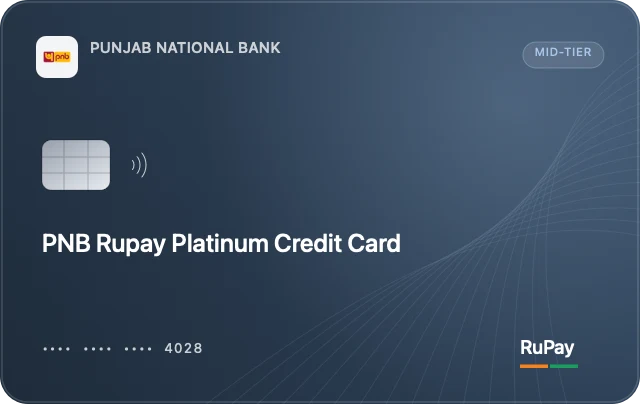 pnb
PUNJAB NATIONAL BANK
MID-TIER
PNB Rupay Platinum Credit Card
•••• •••• •••• 4028
RuPay